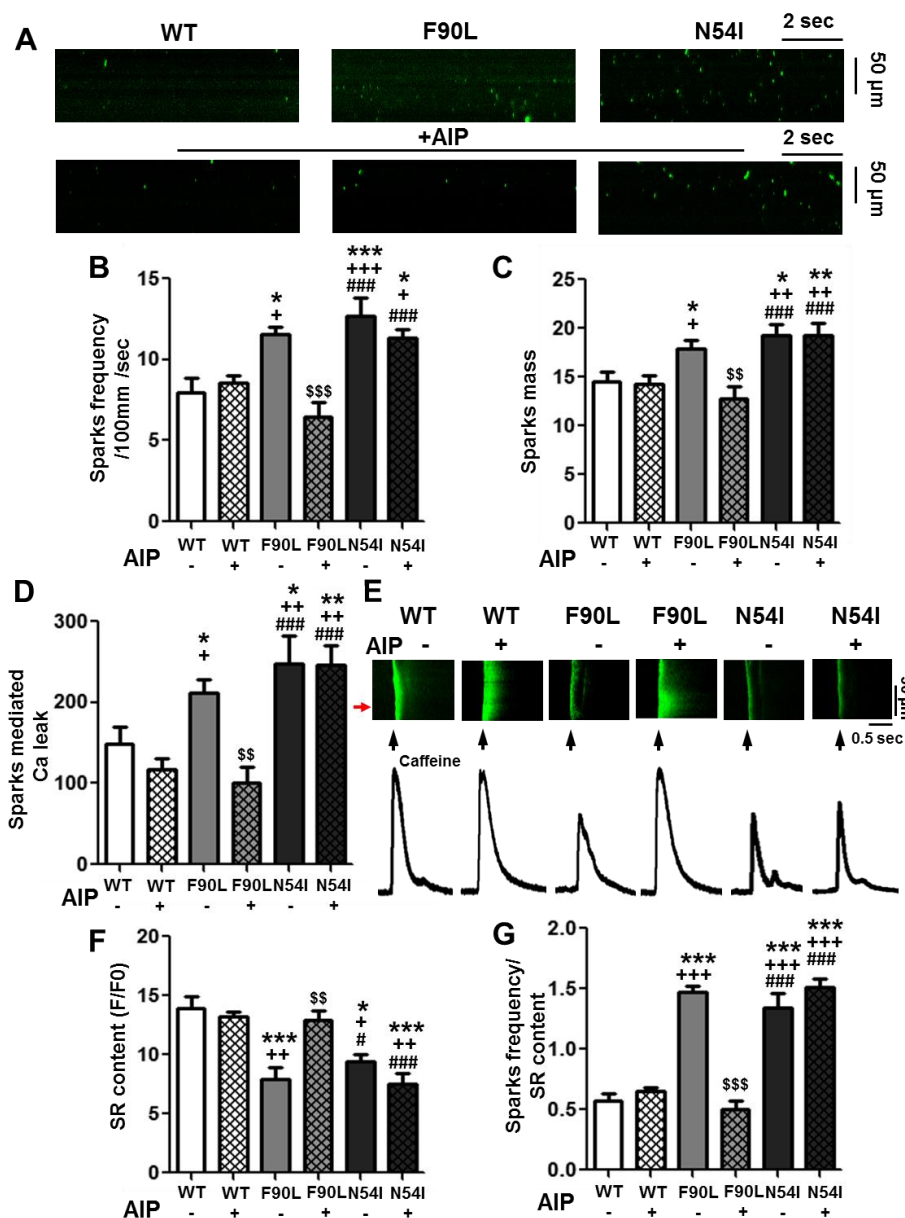 A
WT F90L N54I 2 sec
50 µm
+AIP 2 sec
50 µm
B
Sparks frequency
/100mm /sec
15
10
5
0
*
+
$$$
***
+++
###
*
+
###
WT WT F90L F90L N54I N54I
AIP - + - + - +
C
Sparks mass
25
20
15
10
5
0
*
+
$$
*
++
###
**
++
###
WT WT F90L F90L N54I N54I
AIP - + - + - +
D
Sparks mediated
Ca leak
300
200
100
0
*
+
$$
*
++
###
**
++
###
WT WT F90L F90L N54I N54I
AIP - + - + - +
E
WT WT F90L F90L N54I N54I
AIP - + - + - +
0.5 sec
Caffeine
F
SR content (F/F0)
20
15
10
5
0
***
++
$$
*
+
#
***
++
###
WT WT F90L F90L N54I N54I
AIP - + - + - +
G
Sparks frequency/
SR content
2.0
1.5
1.0
0.5
0.0
***
+++
$$$
***
+++
###
***
+++
###
WT WT F90L F90L N54I N54I
AIP - + - + - +